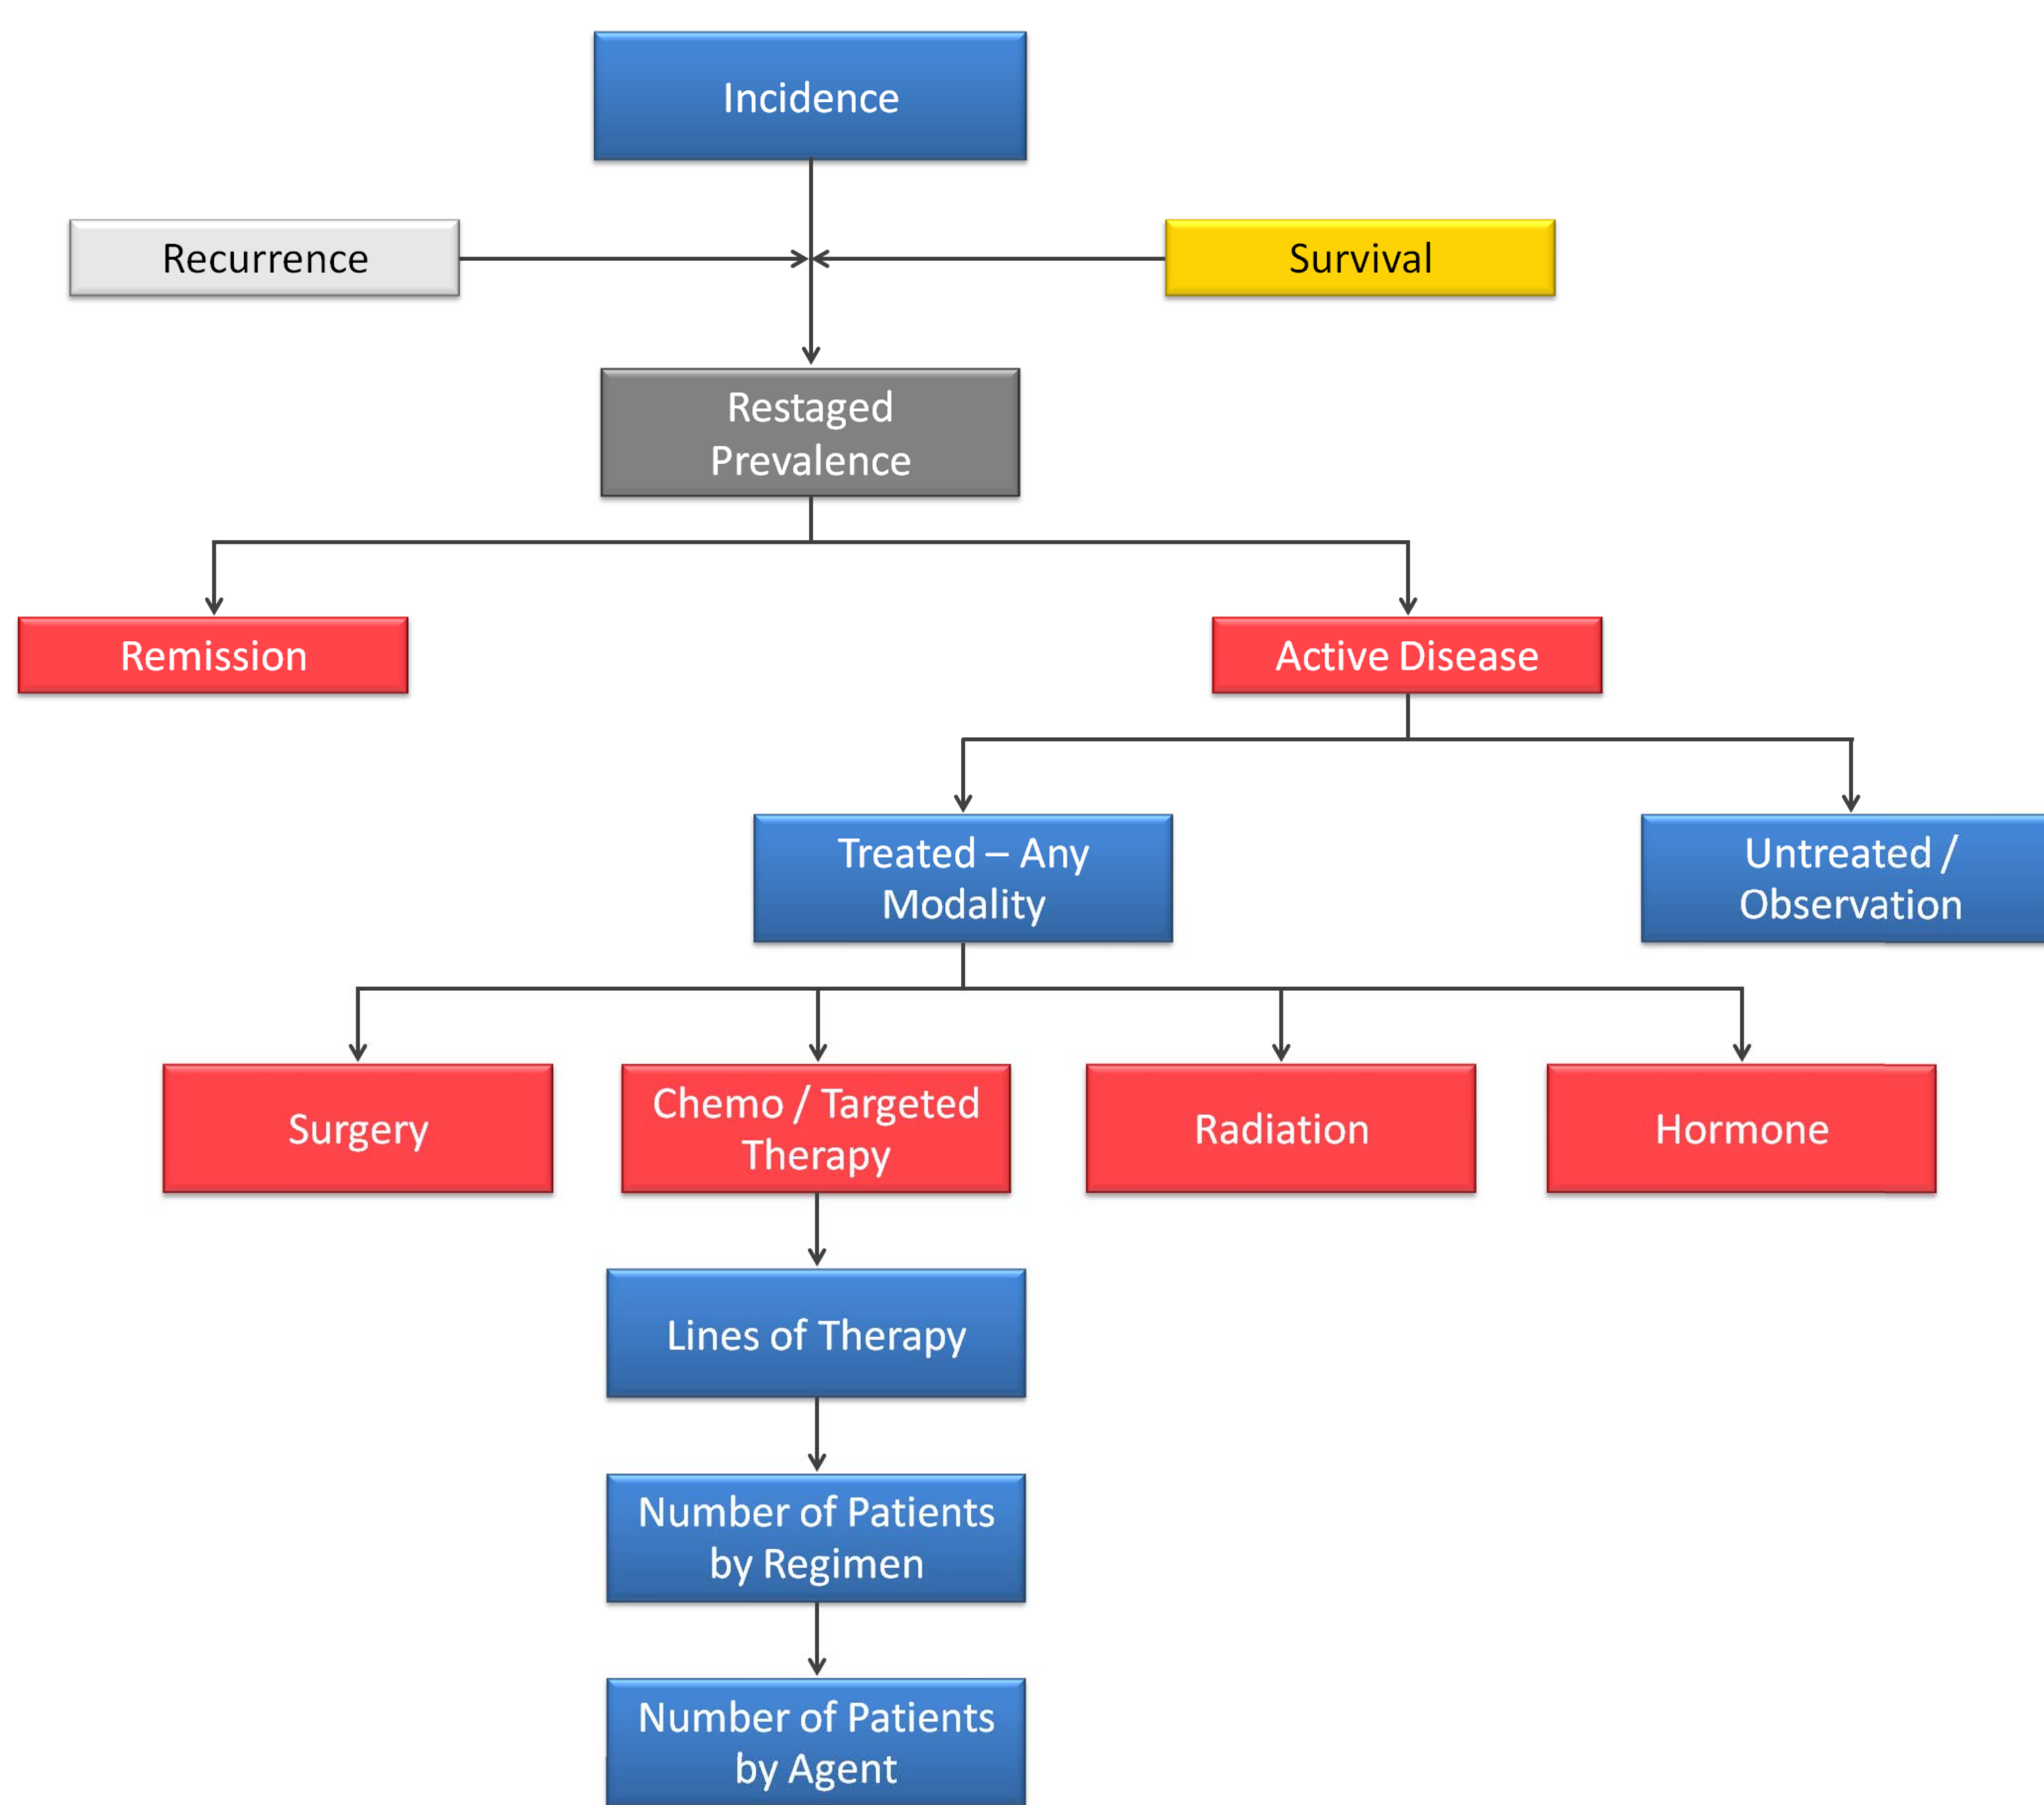 Incidence
Recurrence
Survival
Restaged
Prevalence
Remission
Active Disease
Treated – Any
Modality
Untreated /
Observation
Surgery
Chemo / Targeted
Therapy
Radiation
Hormone
Lines of Therapy
Number of Patients
by Regimen
Number of Patients
by Agent